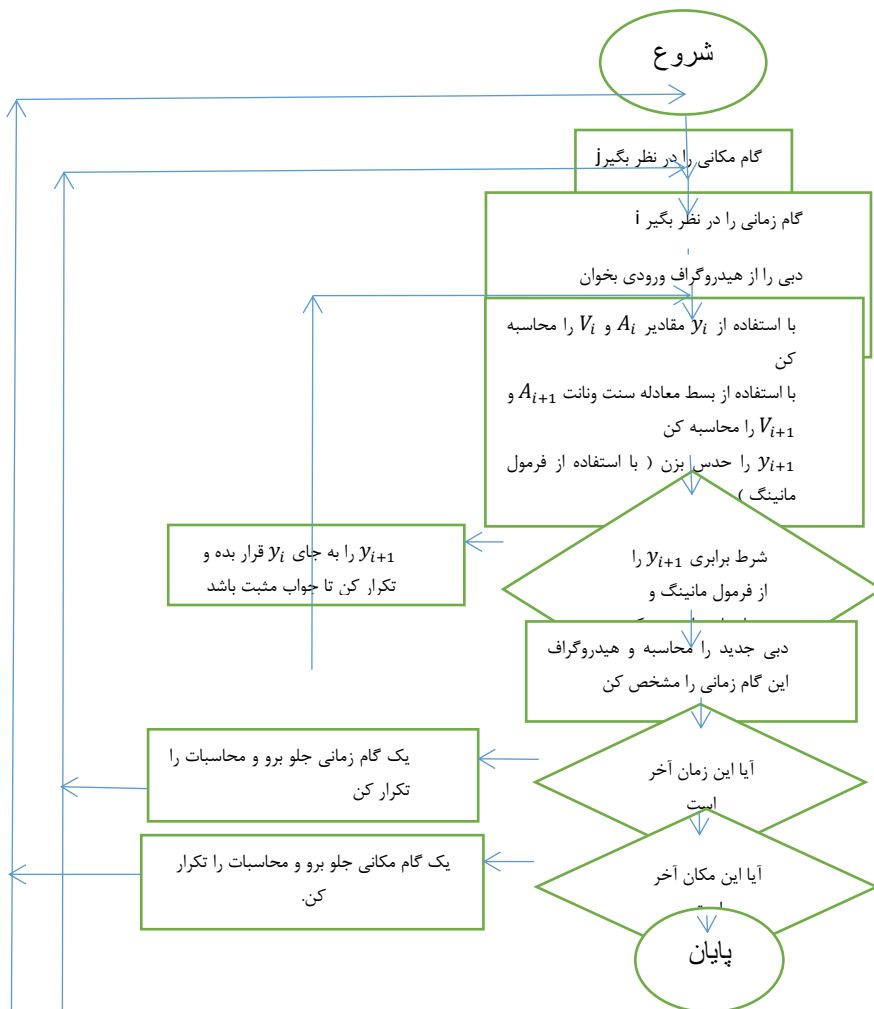 شروع
گام مکانی را در نظر بگیرj
گام زمانی را در نظر بگیر i
دبی را از هیدروگراف ورودی بخوان
با استفاده از yᵢ مقادیر Aᵢ و Vᵢ را محاسبه
کن
با استفاده از بسط معادله سنت ونانت Aᵢ₊₁ و
Vᵢ₊₁ را محاسبه کن
yᵢ₊₁ را حدس بزن ( با استفاده از فرمول
مانینگ )
شرط برابری yᵢ₊₁ را
از فرمول مانینگ و
yᵢ₊₁ را به جای yᵢ قرار بده و
تکرار کن تا جواب مثبت باشد
دبی جدید را محاسبه و هیدروگراف
این گام زمانی را مشخص کن
آیا این زمان آخر
است
یک گام زمانی جلو برو و محاسبات را
تکرار کن
آیا این مکان آخر
یک گام مکانی جلو برو و محاسبات را تکرار
کن.
پایان